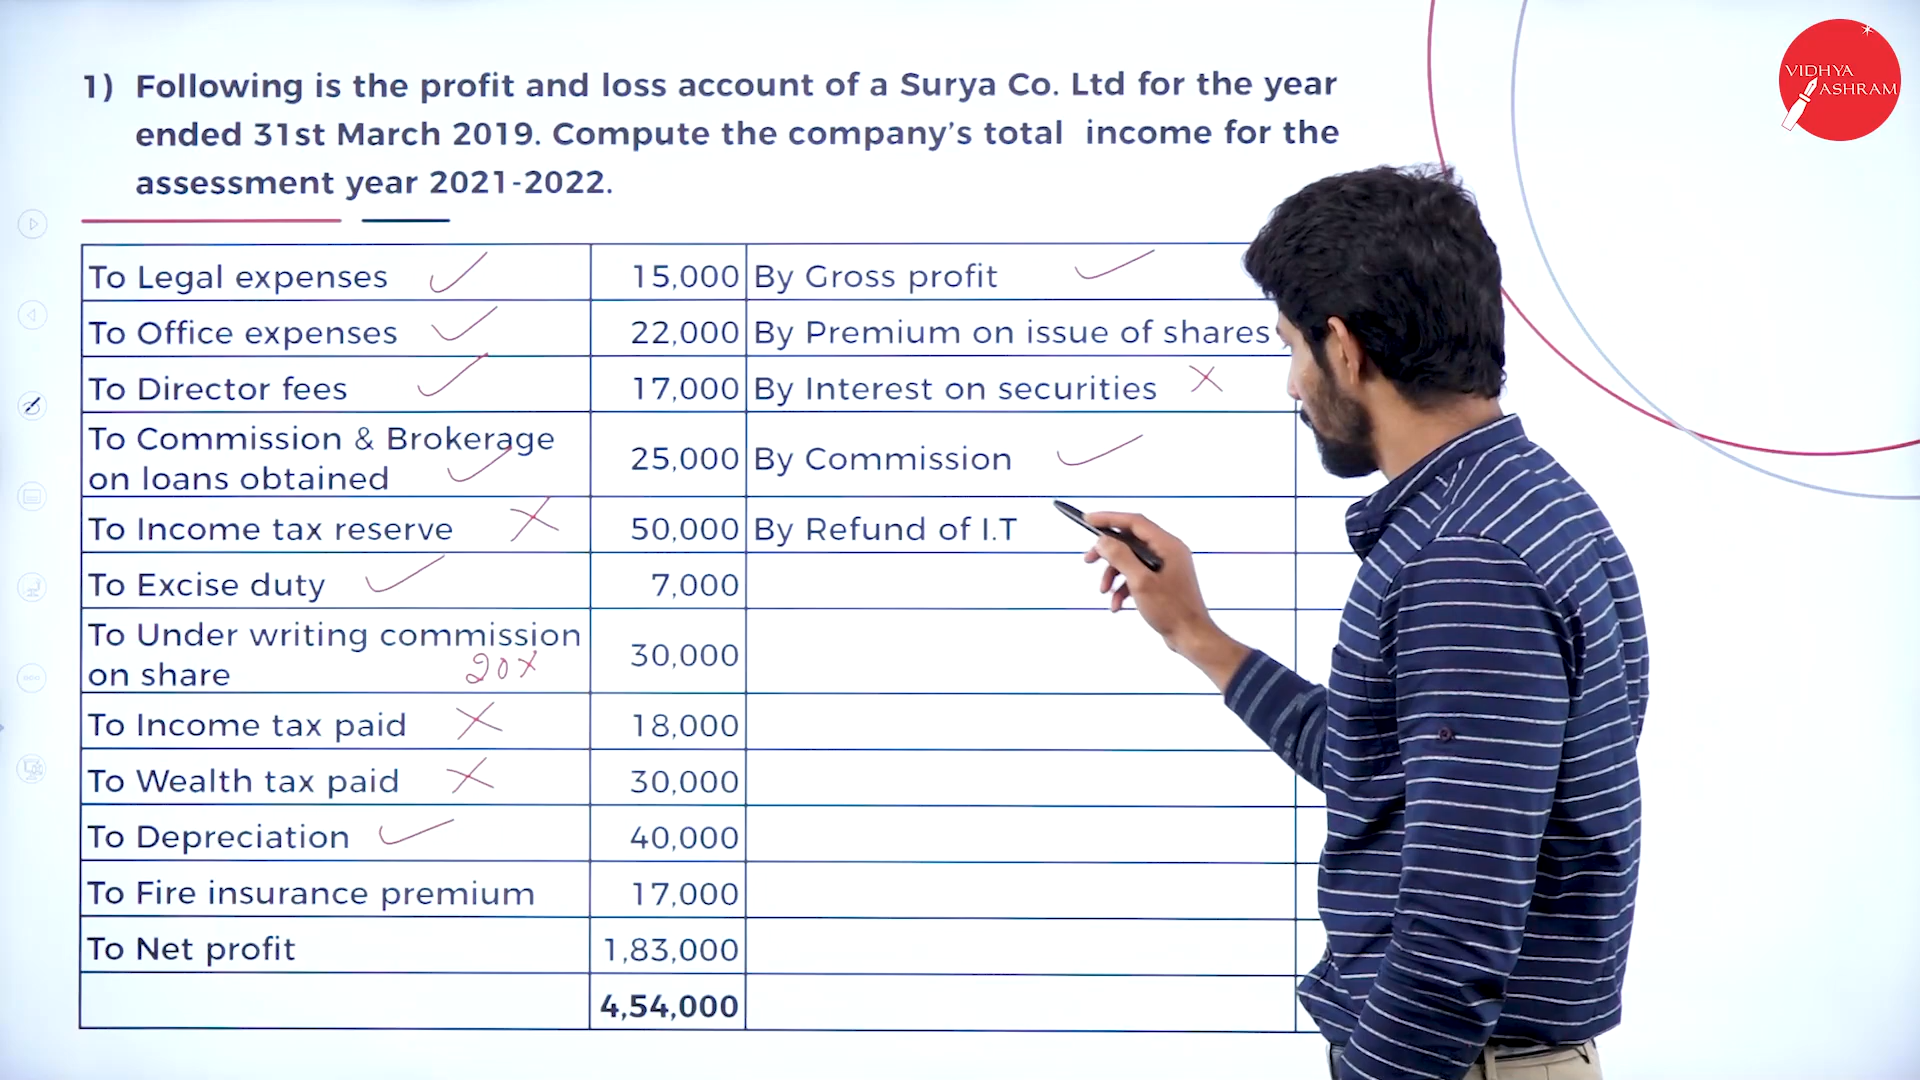 VIDHYA
ASHRAM
1) Following is the profit and loss account of a Surya Co. Ltd for the year
ended 31st March 2019. Compute the company's total income for the
assessment year 2021-2022.
To Legal expenses 15,000 By Gross profit
To Office expenses 22,000 By Premium on issue of shares
To Director fees 17,000 By Interest on securities
To Commission & Brokerage
on loans obtained 25,000 By Commission
To Income tax reserve 50,000 By Refund of I.T
To Excise duty 7,000
To Under writing commission
on share 20 30,000
To Income tax paid 18,000
To Wealth tax paid 30,000
To Depreciation 40,000
To Fire insurance premium 17,000
To Net profit 1,83,000
4,54,000